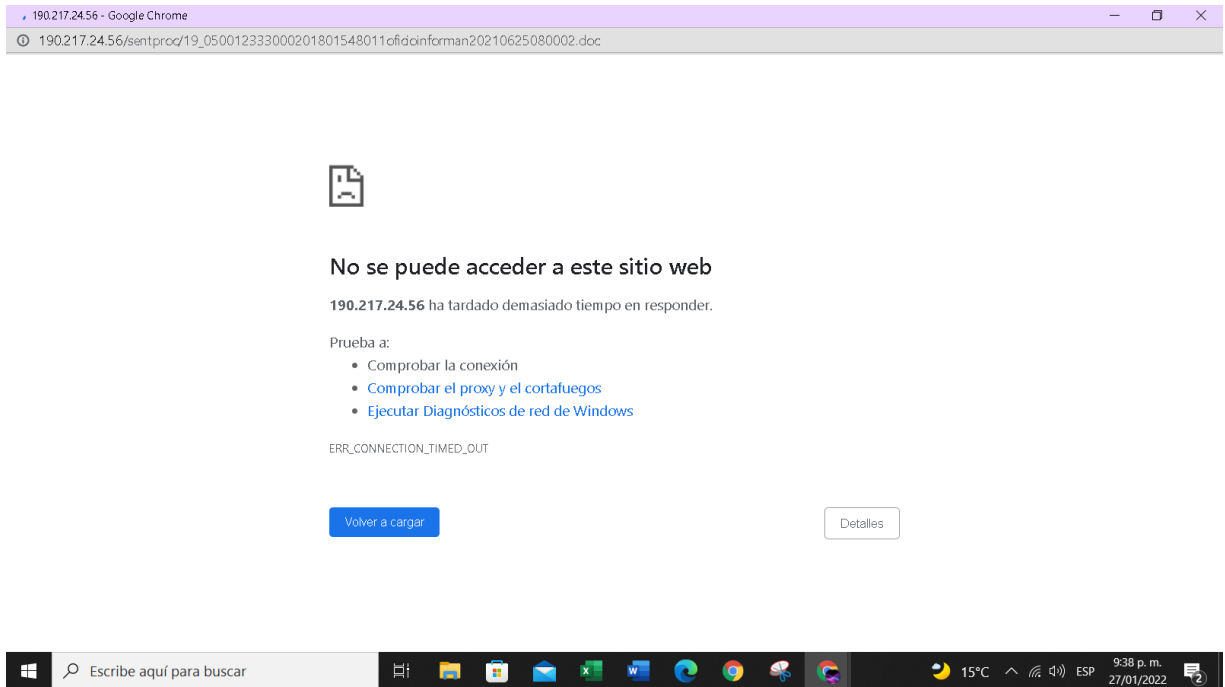 190.217.24.56 - Google Chrome
190.217.24.56/sentproc/19_050012333000201801548011oficioinforman20210625080002.doc
No se puede acceder a este sitio web
190.217.24.56 ha tardado demasiado tiempo en responder.
Prueba a:
Comprobar la conexión
Comprobar el proxy y el cortafuegos
Ejecutar Diagnósticos de red de Windows
ERR_CONNECTION_TIMED_OUT
Volver a cargar
Detalles
Escribe aquí para buscar
15°C
ESP
9:38 p. m.
27/01/2022
2